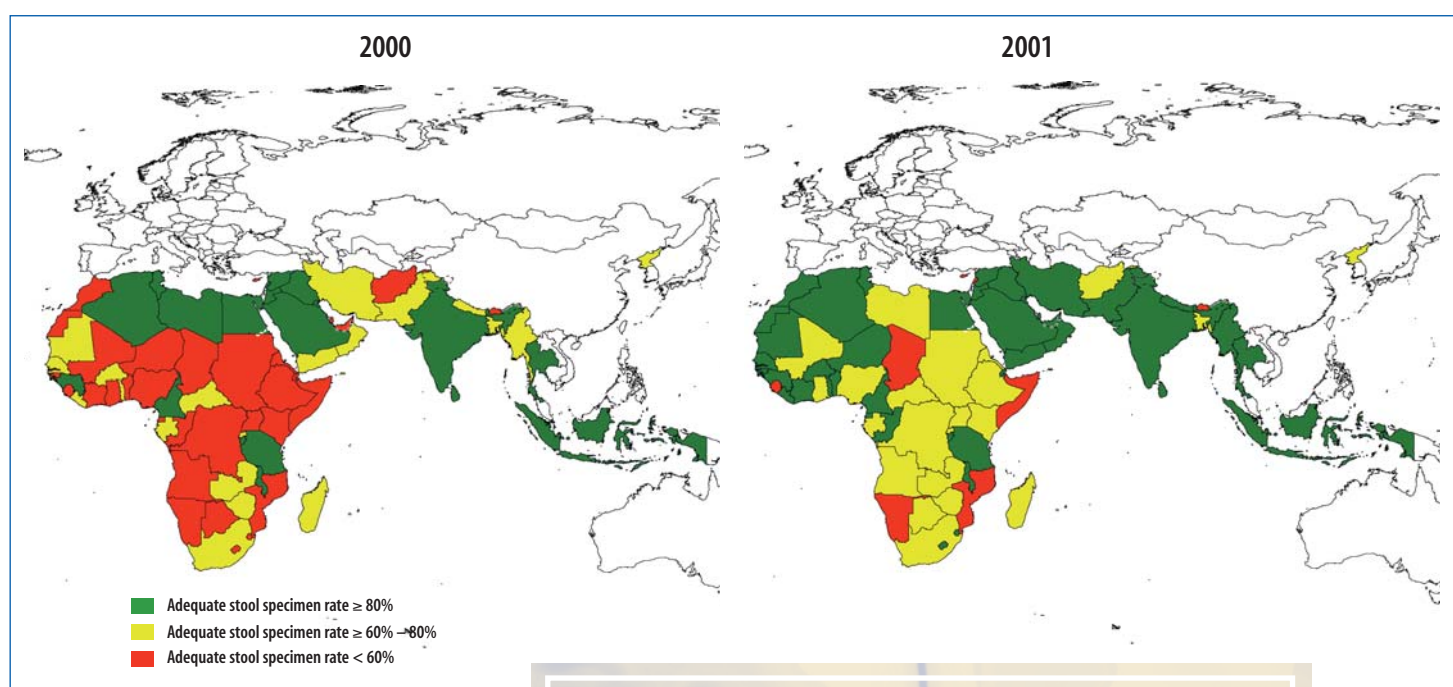 2000
2001
Adequate stool specimen rate ≥ 80%
Adequate stool specimen rate ≥ 60% –80%
Adequate stool specimen rate < 60%